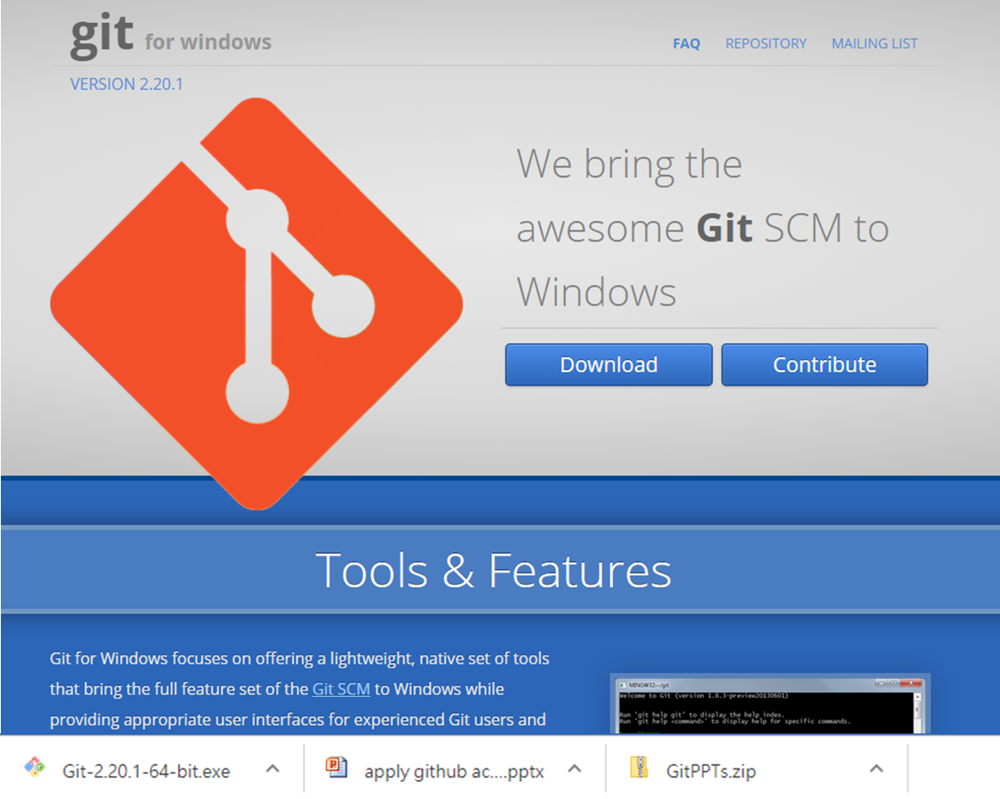 git for windows
FAQ REPOSITORY MAILING LIST
VERSION 2.20.1
We bring the
awesome Git SCM to
Windows
Download Contribute
Tools & Features
Git for Windows focuses on offering a lightweight, native set of tools
that bring the full feature set of the Git SCM to Windows while
providing appropriate user interfaces for experienced Git users and
MINGW32:~/git
Welcome to Git (version 1.8.3-preview20130601)
Run 'git help git' to display the help index.
Run 'git help <command>' to display help for specific commands.
Git-2.20.1-64-bit.exe
apply github ac....pptx
GitPPTs.zip